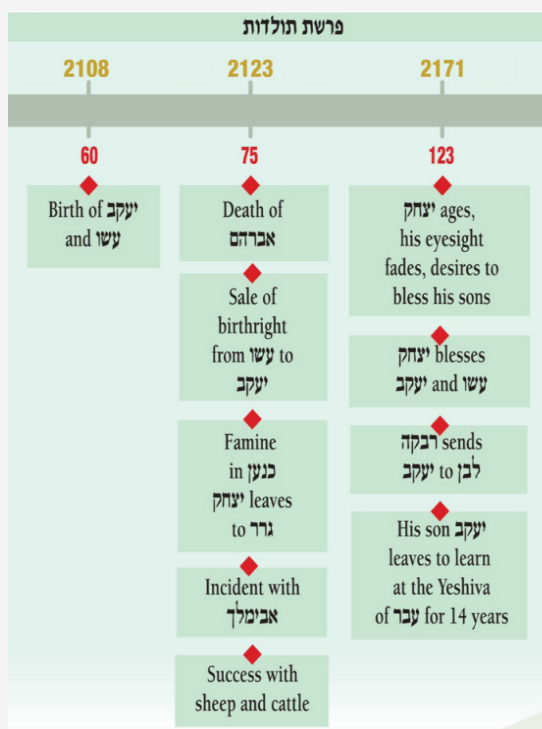 פרשת תולדות
2108
2123
2171
60
75
123
Birth of יעקב
and עשו
Death of
אברהם
Sale of
birthright
from עשו to
יעקב
Famine
in כנען
יצחק leaves
to גרר
Incident with
אבימלך
Success with
sheep and cattle
יצחק ages,
his eyesight
fades, desires to
bless his sons
יצחק blesses
יעקב and עשו
רבקה sends
יעקב to לבן
His son יעקב
leaves to learn
at the Yeshiva
of עבר for 14 years